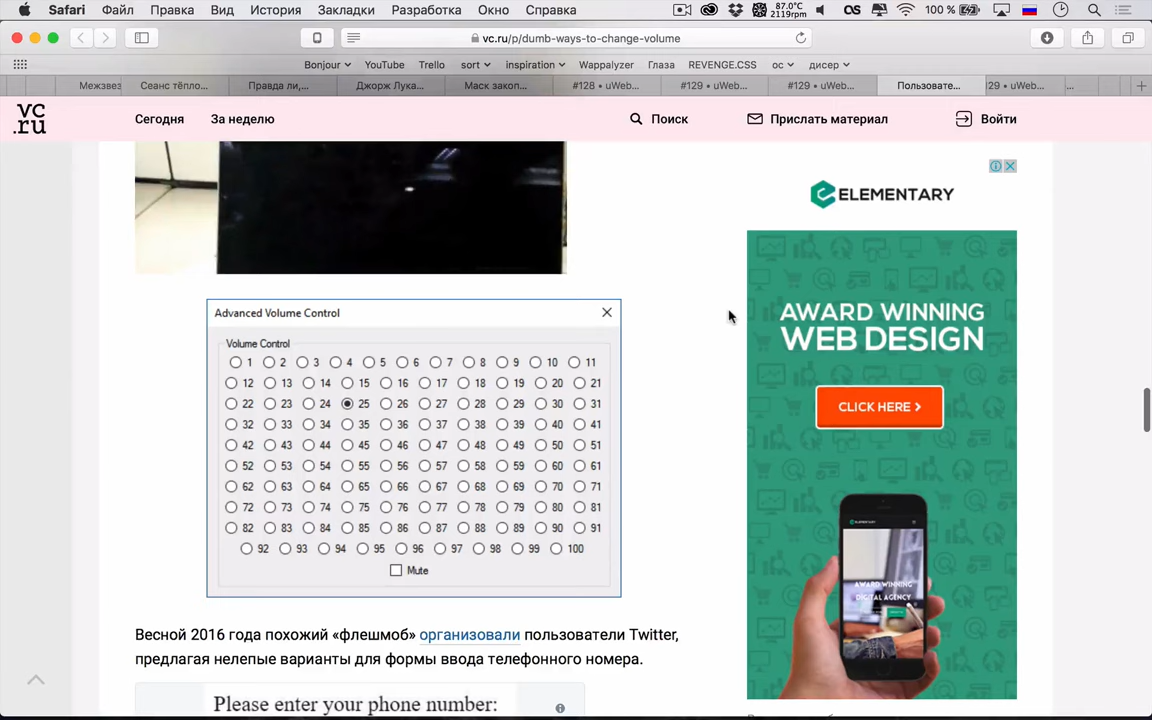 Safari Файл Правка Вид История Закладки Разработка Окно Справка 87.0°C 2119rpm 100 %
vc.ru/p/dumb-ways-to-change-volume
Bonjour YouTube Trello sort inspiration Wappalyzer Глаза REVENGE.CSS ос дисер
Межзвез Сеанс тёпло... Правда ли,... Джорж Лука... Маск закоп... #128 • uWeb... #129 • uWeb... #129 • uWeb... Пользовате... 29 • uWeb... ...
vc.ru Сегодня За неделю Поиск Прислать материал Войти
ELEMENTARY
AWARD WINNING
WEB DESIGN
CLICK HERE >
AWARD WINNING
DIGITAL AGENCY
Advanced Volume Control
Volume Control
1 2 3 4 5 6 7 8 9 10 11
12 13 14 15 16 17 18 19 20 21
22 23 24 25 26 27 28 29 30 31
32 33 34 35 36 37 38 39 40 41
42 43 44 45 46 47 48 49 50 51
52 53 54 55 56 57 58 59 60 61
62 63 64 65 66 67 68 69 70 71
72 73 74 75 76 77 78 79 80 81
82 83 84 85 86 87 88 89 90 91
92 93 94 95 96 97 98 99 100
Mute
Весной 2016 года похожий «флешмоб» организовали пользователи Twitter,
предлагая нелепые варианты для формы ввода телефонного номера.
Please enter your phone number: